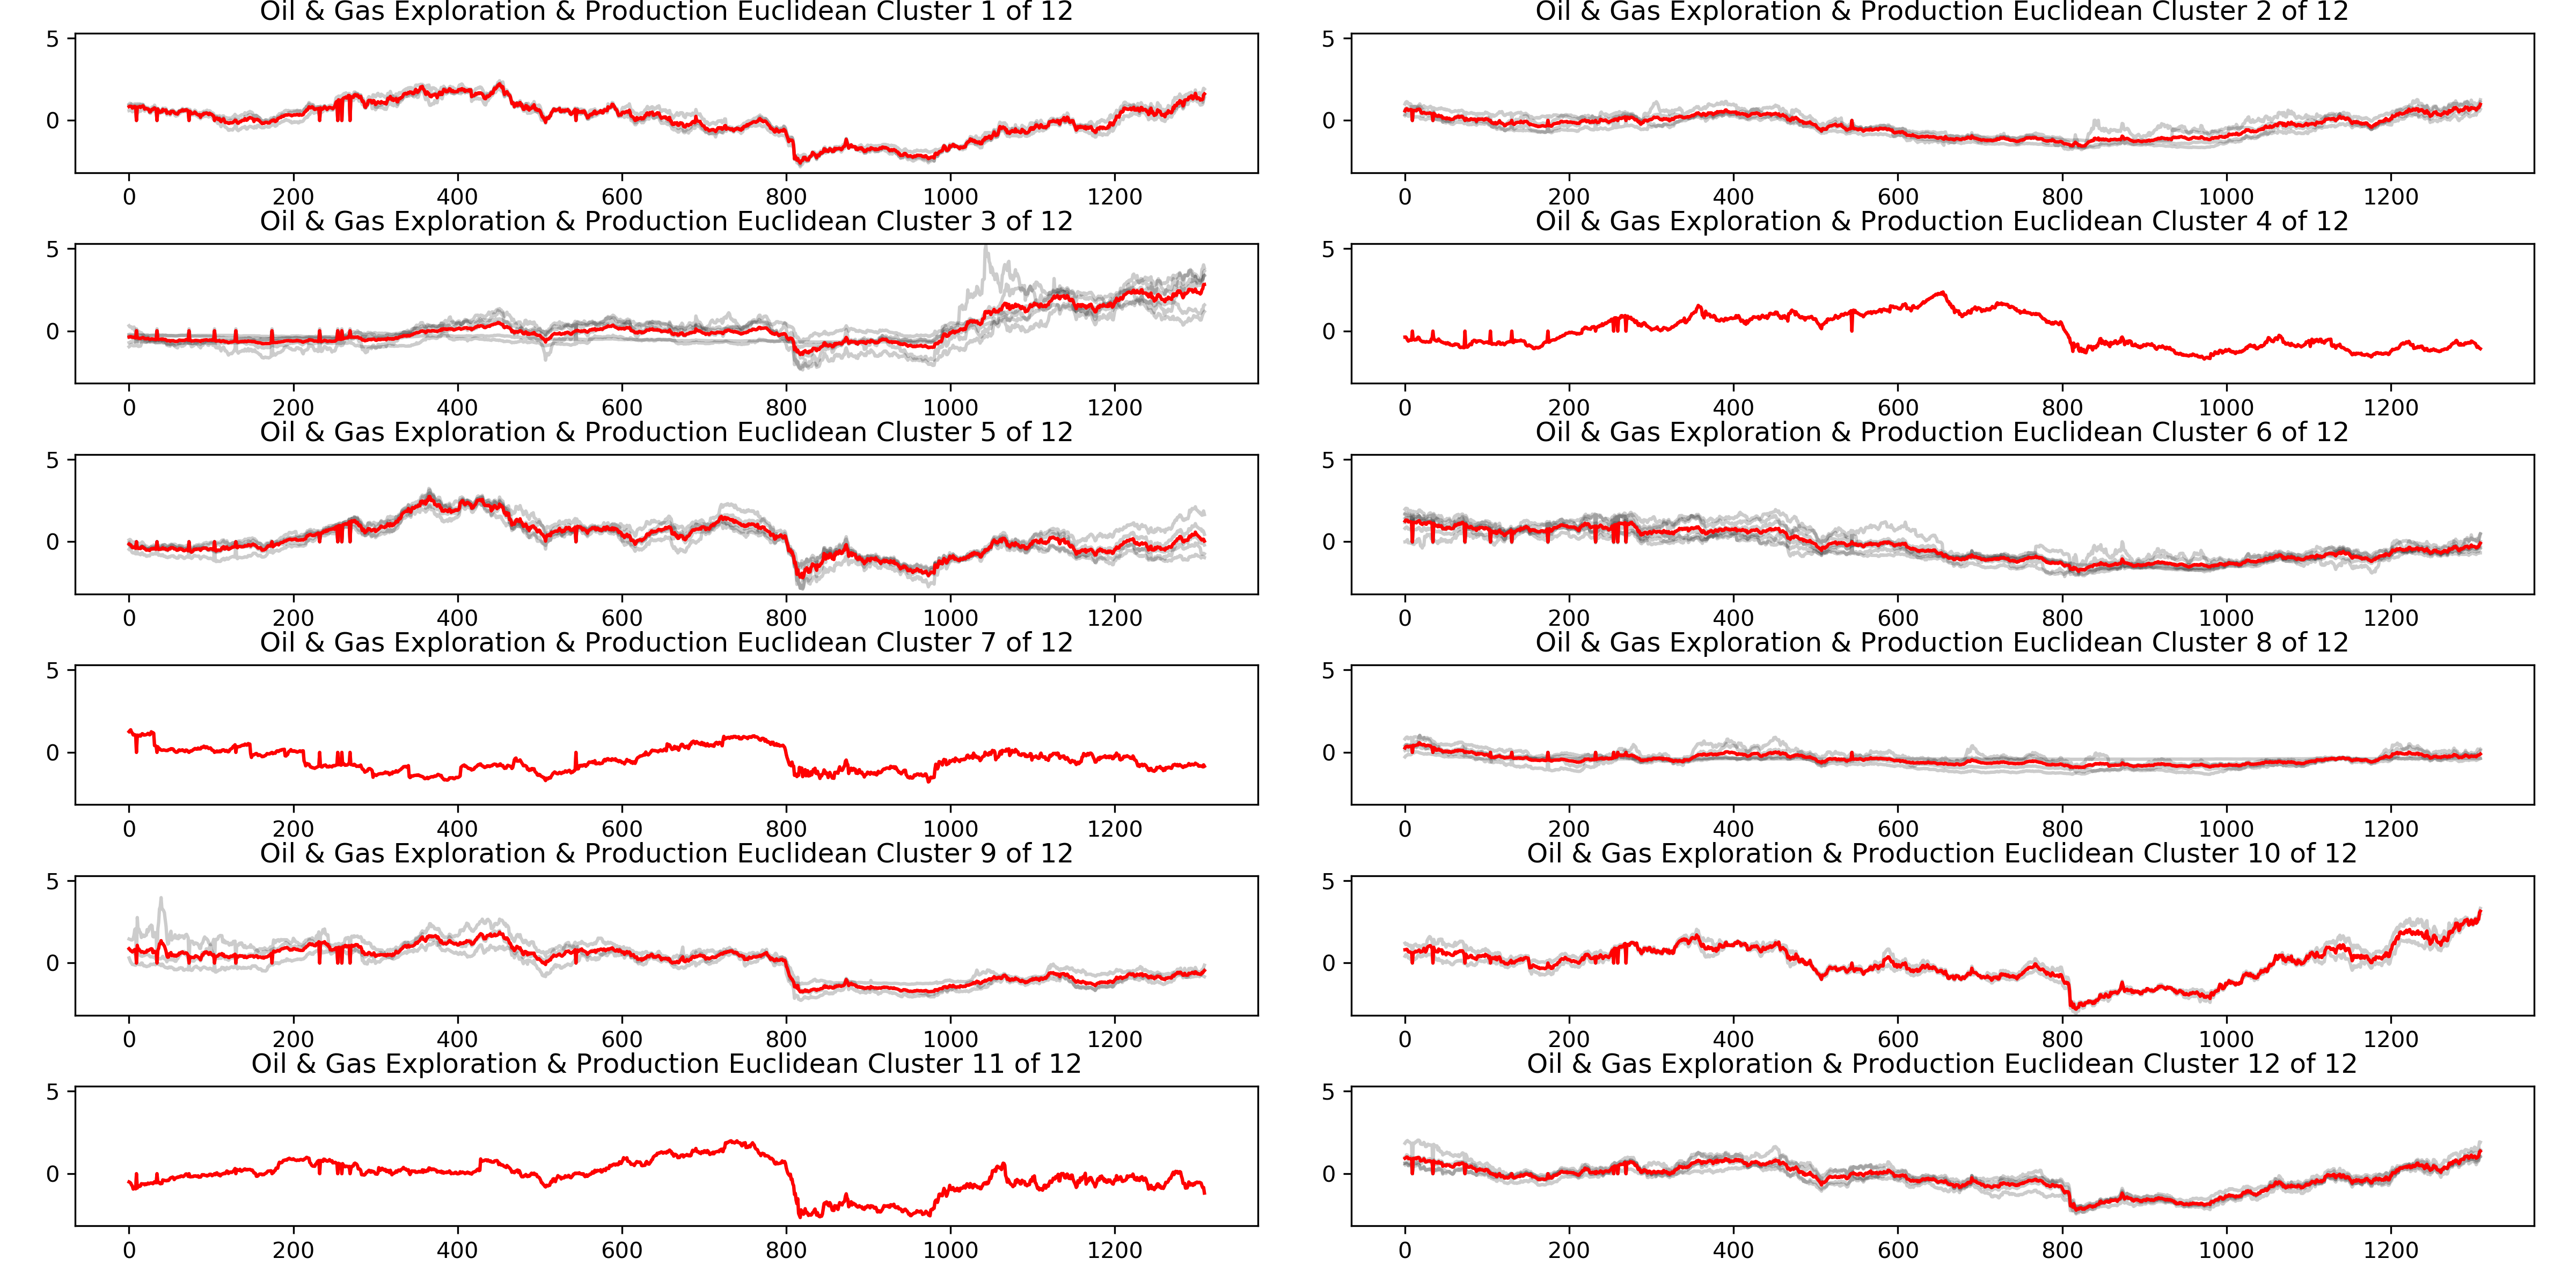 Oil & Gas Exploration & Production Euclidean Cluster 1 of 12
5
0
0 200 400 600 800 1000 1200
Oil & Gas Exploration & Production Euclidean Cluster 2 of 12
5
0
0 200 400 600 800 1000 1200
Oil & Gas Exploration & Production Euclidean Cluster 3 of 12
5
0
0 200 400 600 800 1000 1200
Oil & Gas Exploration & Production Euclidean Cluster 4 of 12
5
0
0 200 400 600 800 1000 1200
Oil & Gas Exploration & Production Euclidean Cluster 5 of 12
5
0
0 200 400 600 800 1000 1200
Oil & Gas Exploration & Production Euclidean Cluster 6 of 12
5
0
0 200 400 600 800 1000 1200
Oil & Gas Exploration & Production Euclidean Cluster 7 of 12
5
0
0 200 400 600 800 1000 1200
Oil & Gas Exploration & Production Euclidean Cluster 8 of 12
5
0
0 200 400 600 800 1000 1200
Oil & Gas Exploration & Production Euclidean Cluster 9 of 12
5
0
0 200 400 600 800 1000 1200
Oil & Gas Exploration & Production Euclidean Cluster 10 of 12
5
0
0 200 400 600 800 1000 1200
Oil & Gas Exploration & Production Euclidean Cluster 11 of 12
5
0
0 200 400 600 800 1000 1200
Oil & Gas Exploration & Production Euclidean Cluster 12 of 12
5
0
0 200 400 600 800 1000 1200